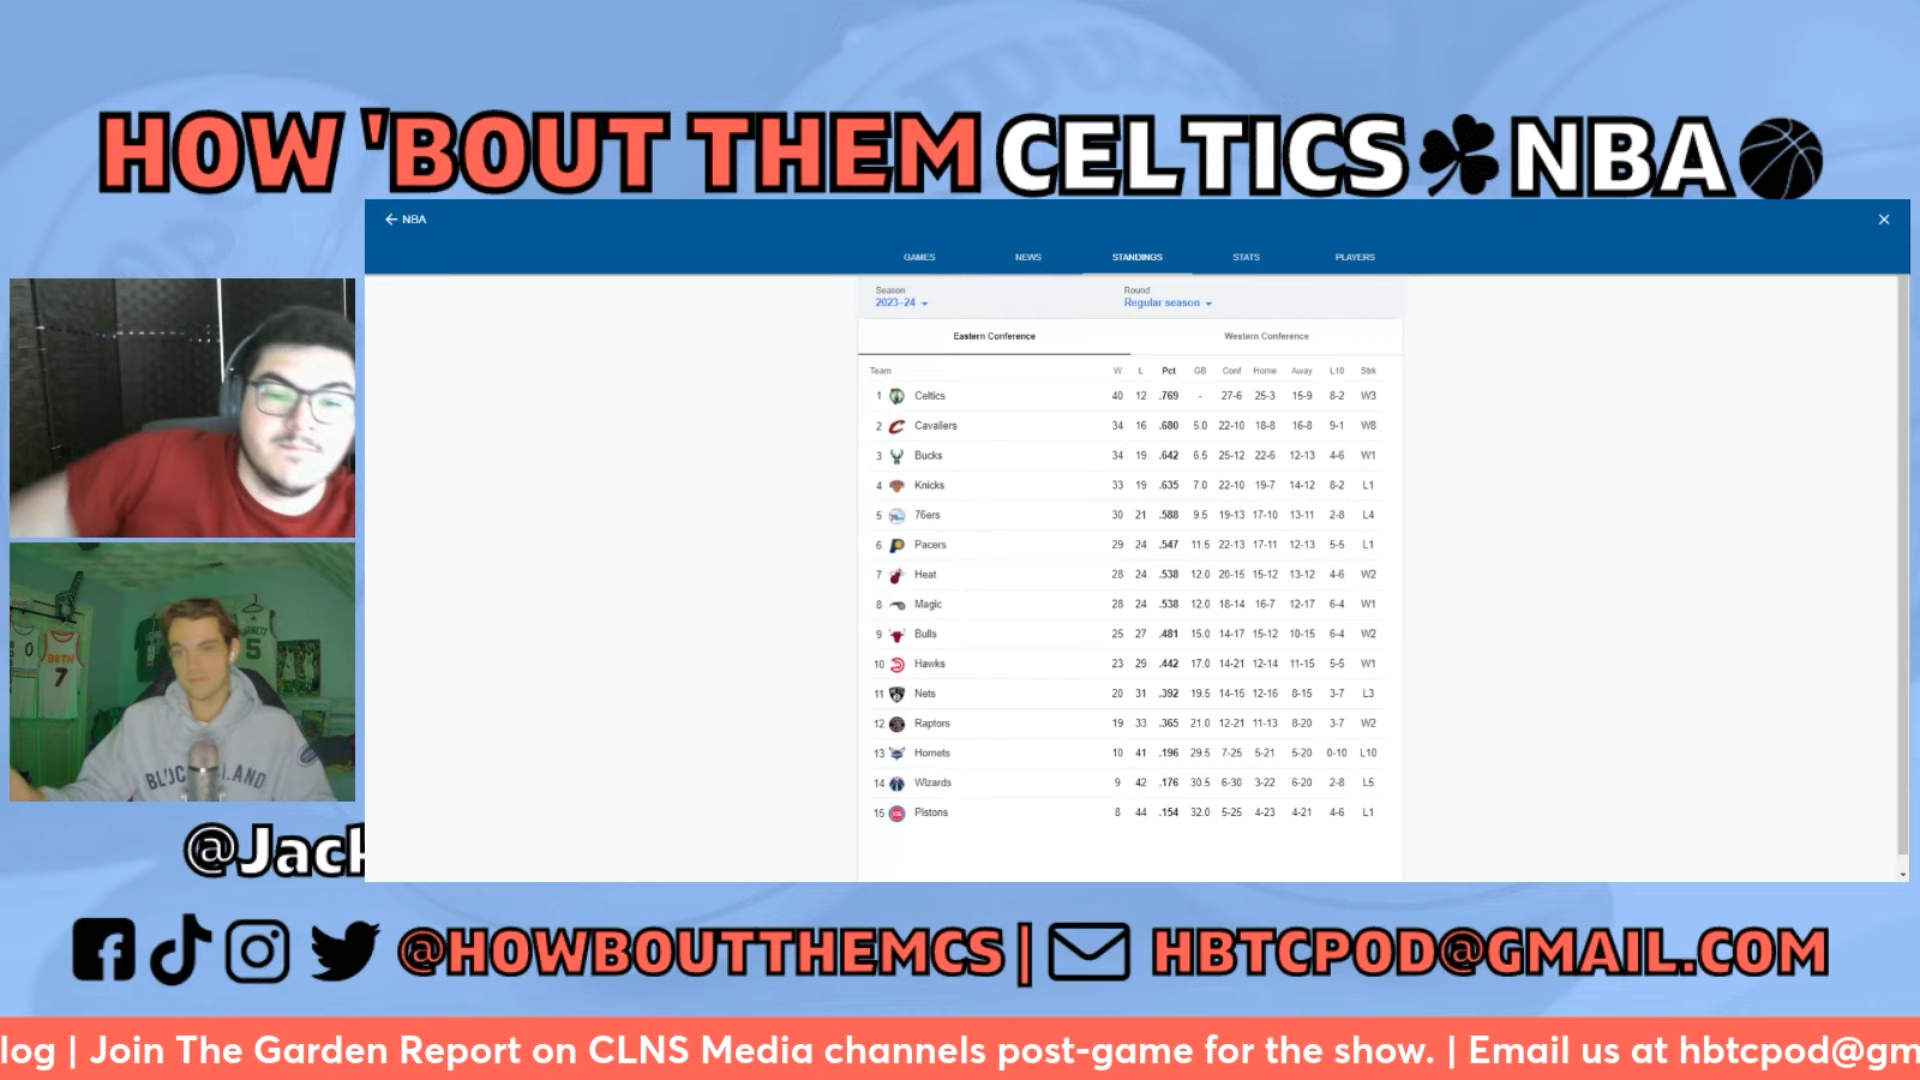 HOW 'BOUT THEM CELTICS NBA
NBA
GAMES NEWS STANDINGS STATS PLAYERS
Season Round
2023-24 Regular season
Eastern Conference Western Conference
Team W L Pct GB Conf Home Away L10 Strk
1 Celtics 40 12 .769 - 27-6 25-3 15-9 8-2 W3
2 Cavaliers 34 16 .680 5.0 22-10 18-8 16-8 9-1 W8
3 Bucks 34 19 .642 6.5 25-12 22-6 12-13 4-6 W1
4 Knicks 33 19 .635 7.0 22-10 19-7 14-12 8-2 L1
5 76ers 30 21 .588 9.5 19-13 17-10 13-11 2-8 L4
6 Pacers 29 24 .547 11.5 22-13 17-11 12-13 5-5 L1
7 Heat 28 24 .538 12.0 20-15 15-12 13-12 4-6 W2
8 Magic 28 24 .538 12.0 18-14 16-7 12-17 6-4 W1
9 Bulls 25 27 .481 15.0 14-17 15-12 10-15 6-4 W2
10 Hawks 23 29 .442 17.0 14-21 12-14 11-15 5-5 W1
11 Nets 20 31 .392 19.5 14-15 12-16 8-15 3-7 L3
12 Raptors 19 33 .365 21.0 12-21 11-13 8-20 3-7 W2
13 Hornets 10 41 .196 29.5 7-25 5-21 5-20 0-10 L10
14 Wizards 9 42 .176 30.5 6-30 3-22 6-20 2-8 L5
15 Pistons 8 44 .154 32.0 5-25 4-23 4-21 4-6 L1
0
7
5
@Jack
@HOWBOUTTHEMCS | HBTCPOD@GMAIL.COM
log | Join The Garden Report on CLNS Media channels post-game for the show. | Email us at hbtcpod@gm